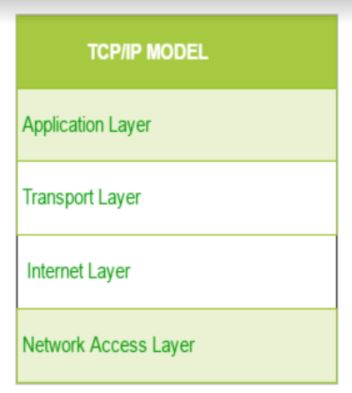 TCP/IP MODEL
Application Layer
Transport Layer
Internet Layer
Network Access Layer